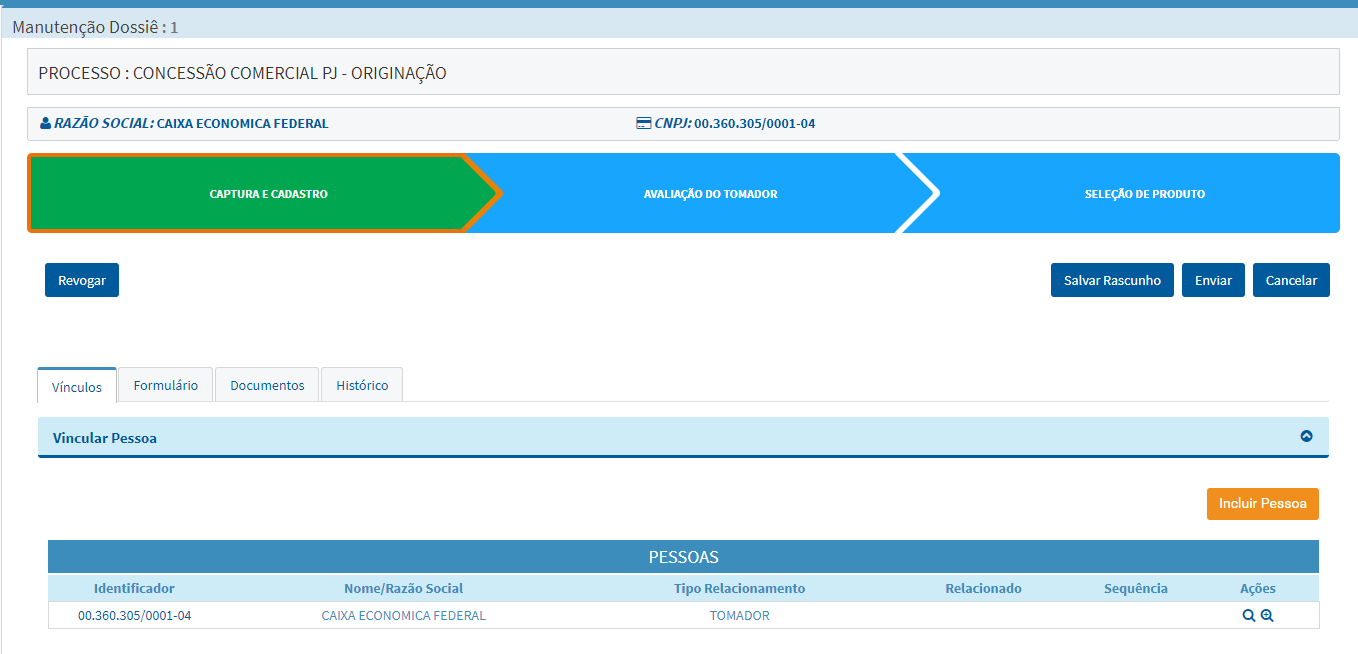 Manutenção Dossiê : 1
PROCESSO : CONCESSÃO COMERCIAL PJ - ORIGINAÇÃO
RAZÃO SOCIAL: CAIXA ECONOMICA FEDERAL CNPJ: 00.360.305/0001-04
CAPTURA E CADASTRO AVALIAÇÃO DO TOMADOR SELEÇÃO DE PRODUTO
Revogar Salvar Rascunho Enviar Cancelar
Vínculos Formulário Documentos Histórico
Vincular Pessoa
Incluir Pessoa
PESSOAS
Identificador Nome/Razão Social Tipo Relacionamento Relacionado Sequência Ações
00.360.305/0001-04 CAIXA ECONOMICA FEDERAL TOMADOR